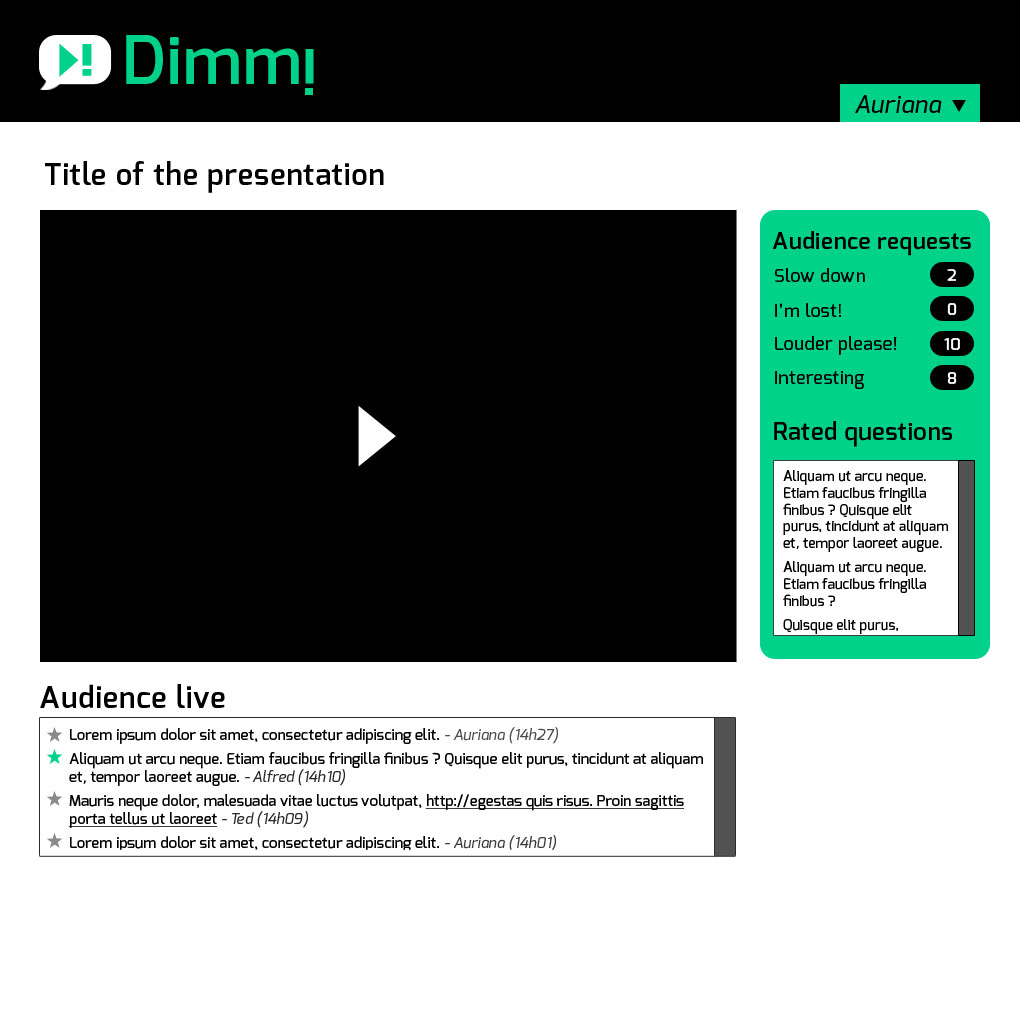 Dimmi
Auriana ▼
Title of the presentation
Audience requests
Slow down 2
I'm lost! 0
Louder please! 10
Interesting 8
Rated questions
Aliquam ut arcu neque.
Etiam faucibus fringilla
finibus ? Quisque elit
purus, tincidunt at aliquam
et, tempor laoreet augue.
Aliquam ut arcu neque.
Etiam faucibus fringilla
finibus ?
Quisque elit purus,
Audience live
Lorem ipsum dolor sit amet, consectetur adipiscing elit. - Auriana (14h27)
Aliquam ut arcu neque. Etiam faucibus fringilla finibus ? Quisque elit purus, tincidunt at aliquam
et, tempor laoreet augue. - Alfred (14h10)
Mauris neque dolor, malesuada vitae luctus volutpat, http://egestas quis risus. Proin sagittis
porta tellus ut laoreet - Ted (14h09)
Lorem ipsum dolor sit amet, consectetur adipiscing elit. - Auriana (14h01)